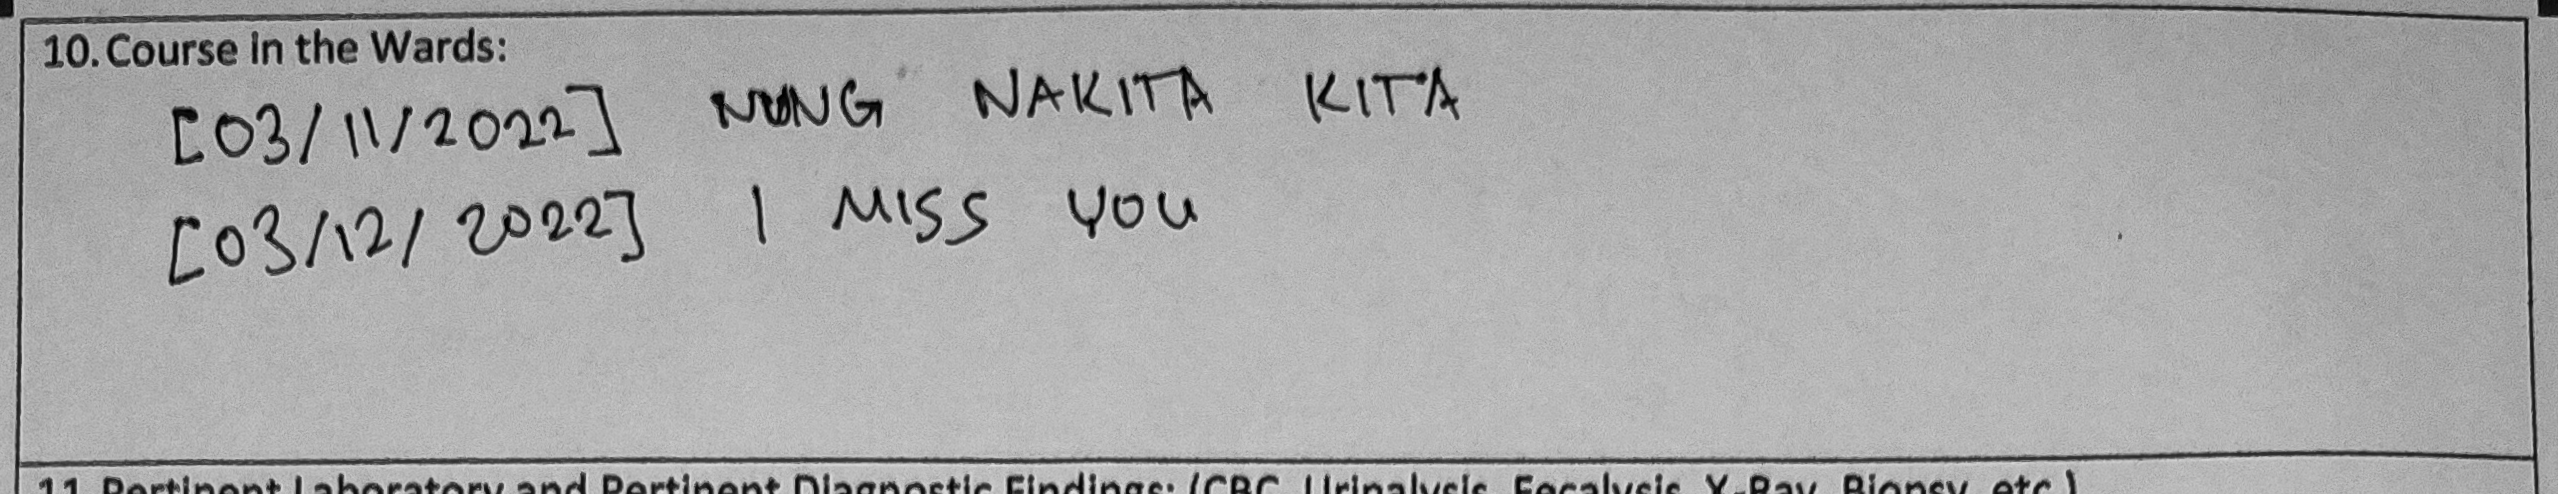 10. Course in the Wards:
[03/11/2022] NUNG NAKITA KITA
[03/12/2022] I MISS YOU
11. Pertinent Laboratory and Pertinent Diagnostic Findings: (CBC, Urinalysis, Fecalysis, X-Ray, Biopsy, etc.)